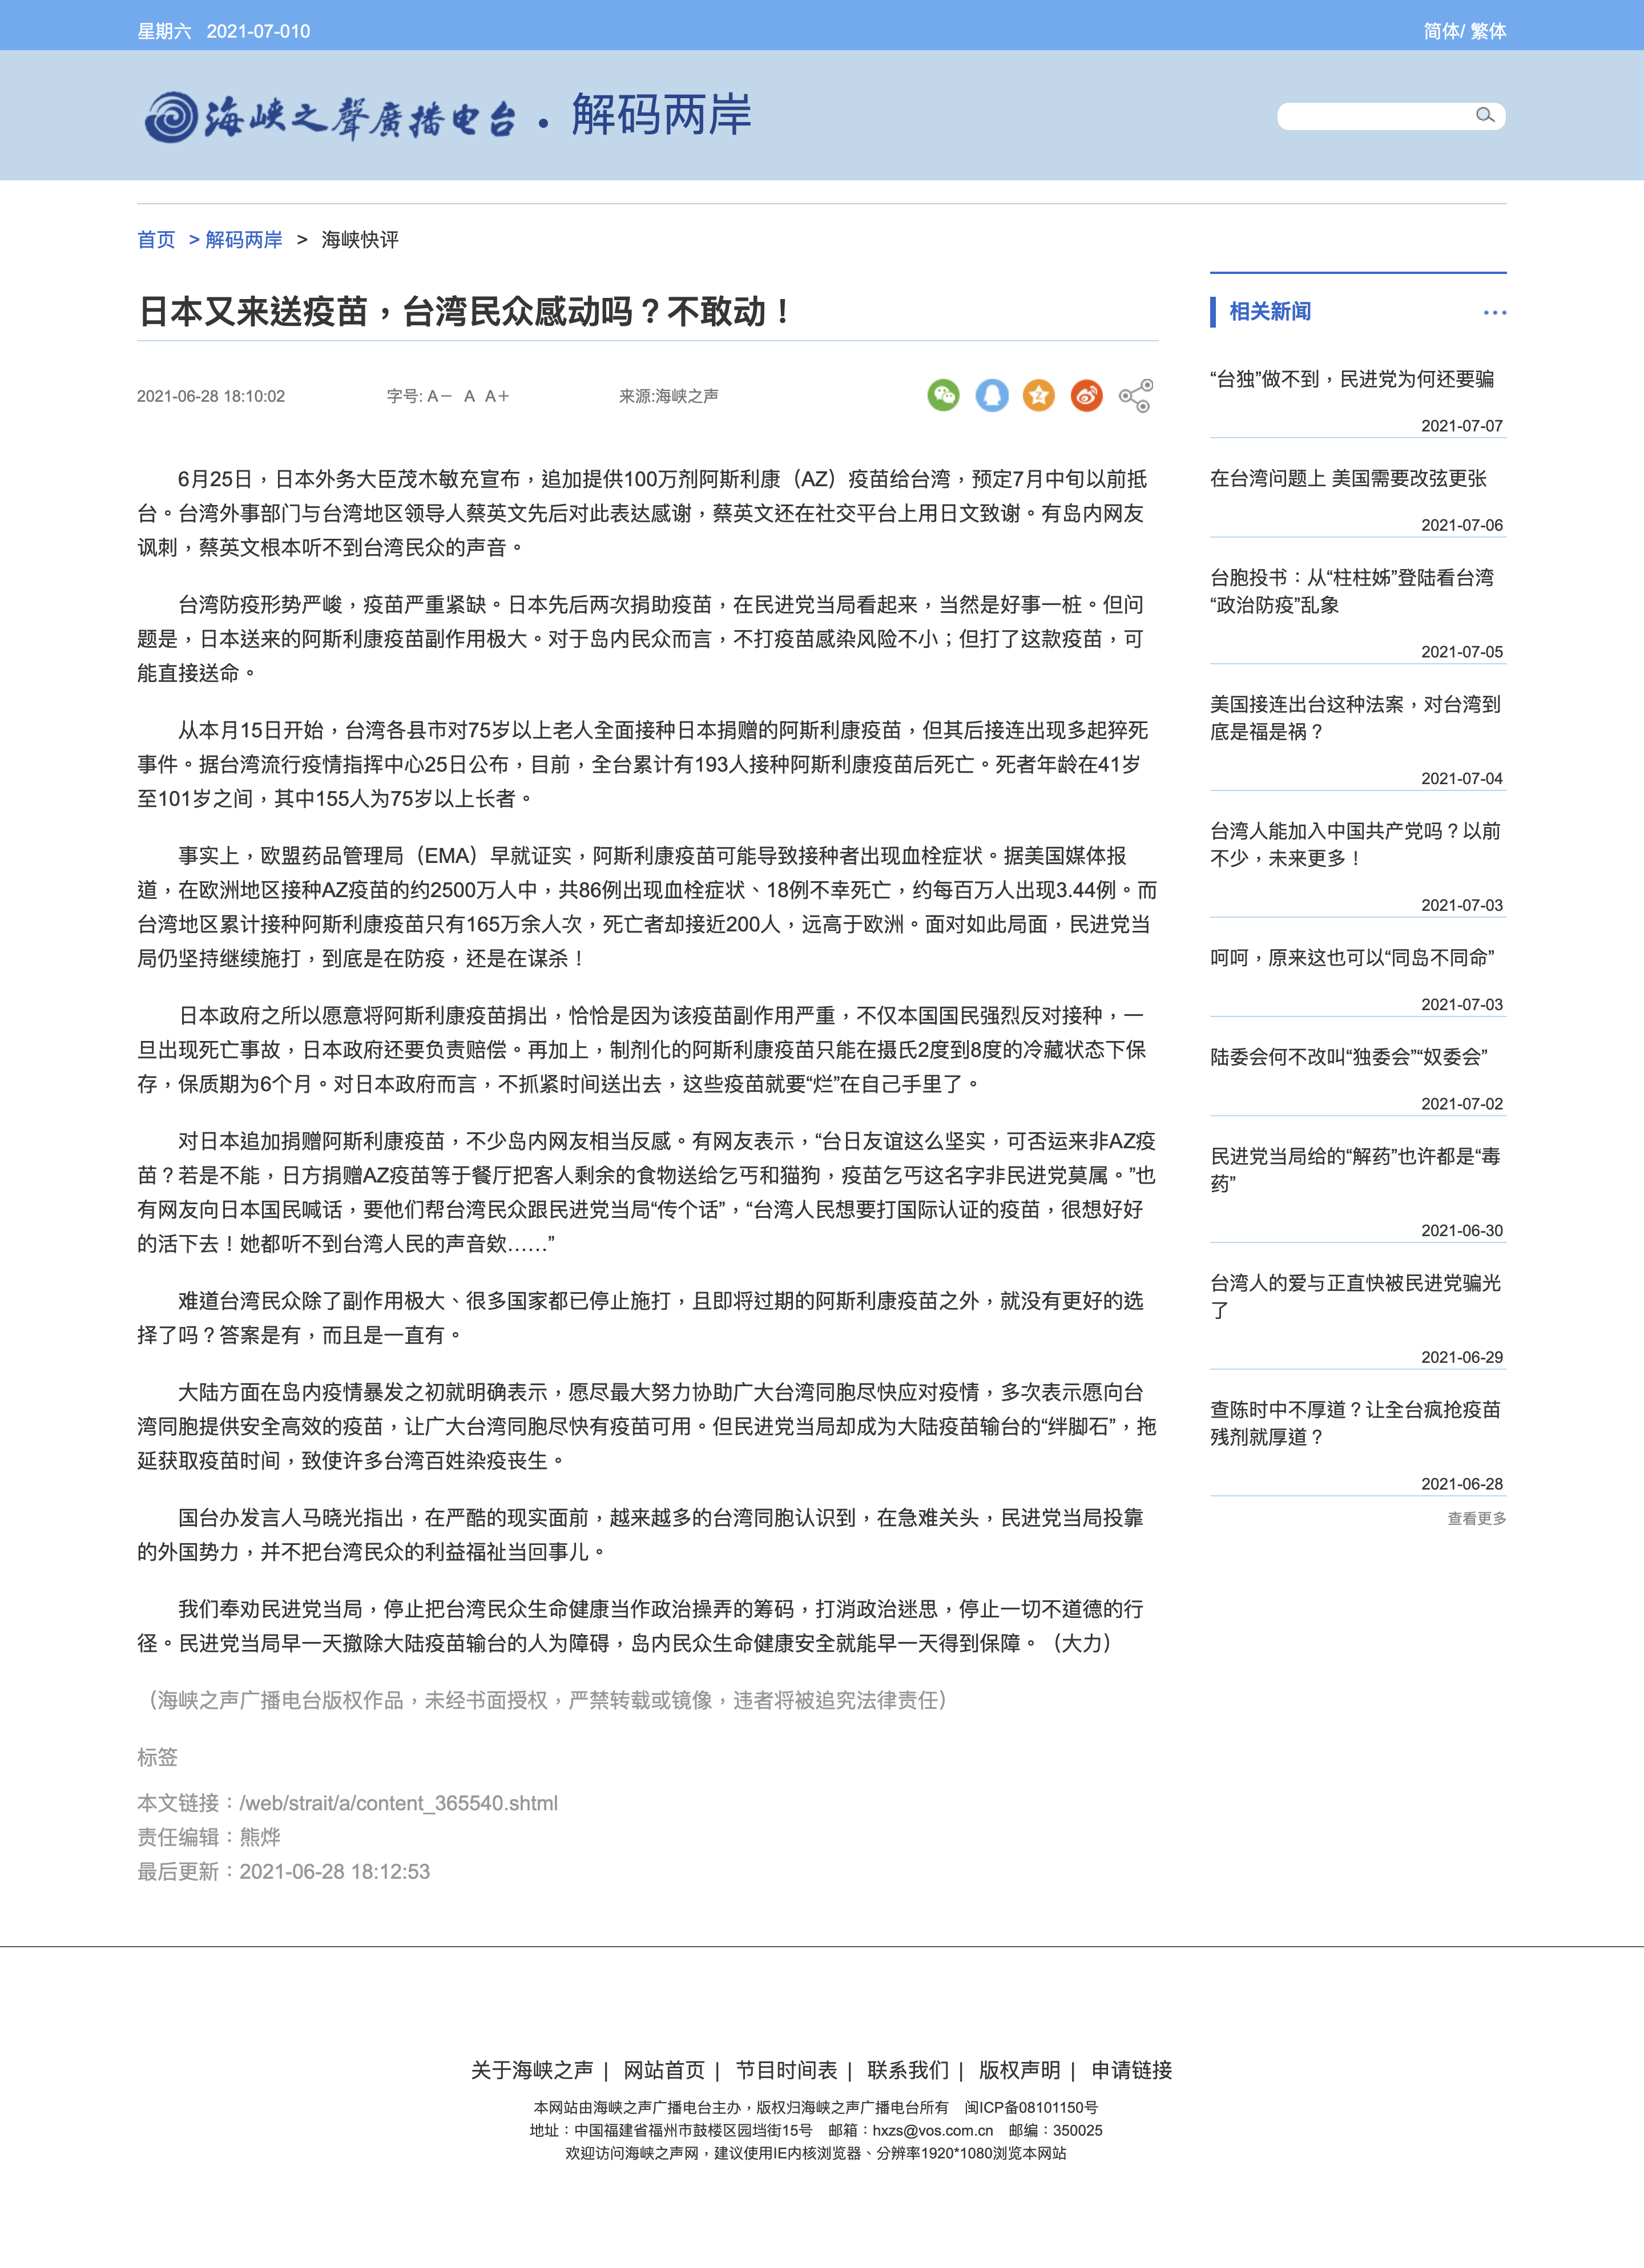 星期六 2021-07-010
简体/ 繁体
海峡之聲廣播电台 · 解码两岸
首页 > 解码两岸 > 海峡快评
日本又来送疫苗，台湾民众感动吗？不敢动！
2021-06-28 18:10:02 字号: A－ A A＋ 来源:海峡之声
6月25日，日本外务大臣茂木敏充宣布，追加提供100万剂阿斯利康（AZ）疫苗给台湾，预定7月中旬以前抵
台。台湾外事部门与台湾地区领导人蔡英文先后对此表达感谢，蔡英文还在社交平台上用日文致谢。有岛内网友
讽刺，蔡英文根本听不到台湾民众的声音。
台湾防疫形势严峻，疫苗严重紧缺。日本先后两次捐助疫苗，在民进党当局看起来，当然是好事一桩。但问
题是，日本送来的阿斯利康疫苗副作用极大。对于岛内民众而言，不打疫苗感染风险不小；但打了这款疫苗，可
能直接送命。
从本月15日开始，台湾各县市对75岁以上老人全面接种日本捐赠的阿斯利康疫苗，但其后接连出现多起猝死
事件。据台湾流行疫情指挥中心25日公布，目前，全台累计有193人接种阿斯利康疫苗后死亡。死者年龄在41岁
至101岁之间，其中155人为75岁以上长者。
事实上，欧盟药品管理局（EMA）早就证实，阿斯利康疫苗可能导致接种者出现血栓症状。据美国媒体报
道，在欧洲地区接种AZ疫苗的约2500万人中，共86例出现血栓症状、18例不幸死亡，约每百万人出现3.44例。而
台湾地区累计接种阿斯利康疫苗只有165万余人次，死亡者却接近200人，远高于欧洲。面对如此局面，民进党当
局仍坚持继续施打，到底是在防疫，还是在谋杀！
日本政府之所以愿意将阿斯利康疫苗捐出，恰恰是因为该疫苗副作用严重，不仅本国国民强烈反对接种，一
旦出现死亡事故，日本政府还要负责赔偿。再加上，制剂化的阿斯利康疫苗只能在摄氏2度到8度的冷藏状态下保
存，保质期为6个月。对日本政府而言，不抓紧时间送出去，这些疫苗就要“烂”在自己手里了。
对日本追加捐赠阿斯利康疫苗，不少岛内网友相当反感。有网友表示，“台日友谊这么坚实，可否运来非AZ疫
苗？若是不能，日方捐赠AZ疫苗等于餐厅把客人剩余的食物送给乞丐和猫狗，疫苗乞丐这名字非民进党莫属。”也
有网友向日本国民喊话，要他们帮台湾民众跟民进党当局“传个话”，“台湾人民想要打国际认证的疫苗，很想好好
的活下去！她都听不到台湾人民的声音欸……”
难道台湾民众除了副作用极大、很多国家都已停止施打，且即将过期的阿斯利康疫苗之外，就没有更好的选
择了吗？答案是有，而且是一直有。
大陆方面在岛内疫情暴发之初就明确表示，愿尽最大努力协助广大台湾同胞尽快应对疫情，多次表示愿向台
湾同胞提供安全高效的疫苗，让广大台湾同胞尽快有疫苗可用。但民进党当局却成为大陆疫苗输台的“绊脚石”，拖
延获取疫苗时间，致使许多台湾百姓染疫丧生。
国台办发言人马晓光指出，在严酷的现实面前，越来越多的台湾同胞认识到，在急难关头，民进党当局投靠
的外国势力，并不把台湾民众的利益福祉当回事儿。
我们奉劝民进党当局，停止把台湾民众生命健康当作政治操弄的筹码，打消政治迷思，停止一切不道德的行
径。民进党当局早一天撤除大陆疫苗输台的人为障碍，岛内民众生命健康安全就能早一天得到保障。（大力）
（海峡之声广播电台版权作品，未经书面授权，严禁转载或镜像，违者将被追究法律责任）
标签
本文链接：/web/strait/a/content_365540.shtml
责任编辑：熊烨
最后更新：2021-06-28 18:12:53
相关新闻
“台独”做不到，民进党为何还要骗
2021-07-07
在台湾问题上 美国需要改弦更张
2021-07-06
台胞投书：从“柱柱姊”登陆看台湾
“政治防疫”乱象
2021-07-05
美国接连出台这种法案，对台湾到
底是福是祸？
2021-07-04
台湾人能加入中国共产党吗？以前
不少，未来更多！
2021-07-03
呵呵，原来这也可以“同岛不同命”
2021-07-03
陆委会何不改叫“独委会”“奴委会”
2021-07-02
民进党当局给的“解药”也许都是“毒
药”
2021-06-30
台湾人的爱与正直快被民进党骗光
了
2021-06-29
查陈时中不厚道？让全台疯抢疫苗
残剂就厚道？
2021-06-28
查看更多
关于海峡之声 | 网站首页 | 节目时间表 | 联系我们 | 版权声明 | 申请链接
本网站由海峡之声广播电台主办，版权归海峡之声广播电台所有 闽ICP备08101150号
地址：中国福建省福州市鼓楼区园垱街15号 邮箱：hxzs@vos.com.cn 邮编：350025
欢迎访问海峡之声网，建议使用IE内核浏览器、分辨率1920*1080浏览本网站